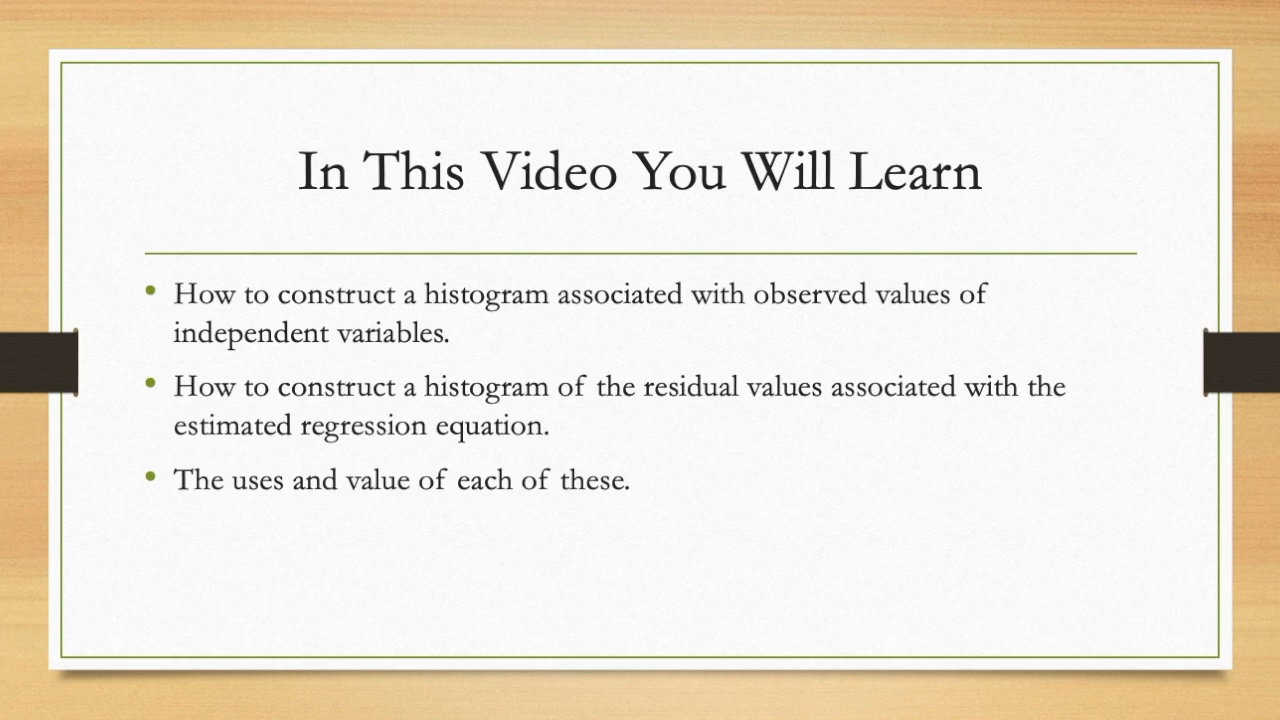 In This Video You Will Learn
• How to construct a histogram associated with observed values of
independent variables.
• How to construct a histogram of the residual values associated with the
estimated regression equation.
• The uses and value of each of these.